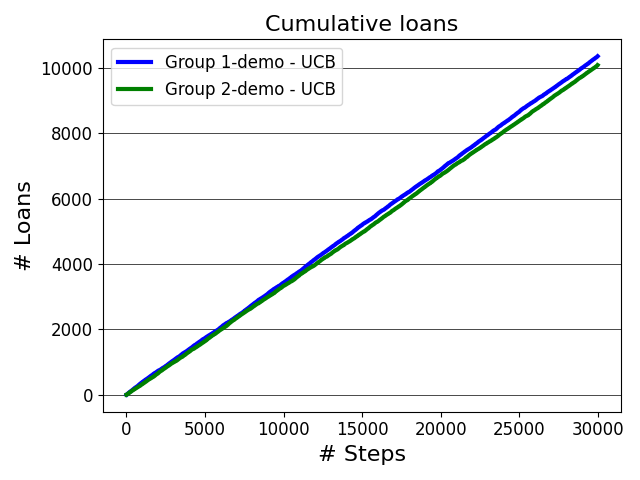 Cumulative loans
Group 1-demo - UCB
Group 2-demo - UCB
# Loans
10000
8000
6000
4000
2000
0
0 5000 10000 15000 20000 25000 30000
# Steps